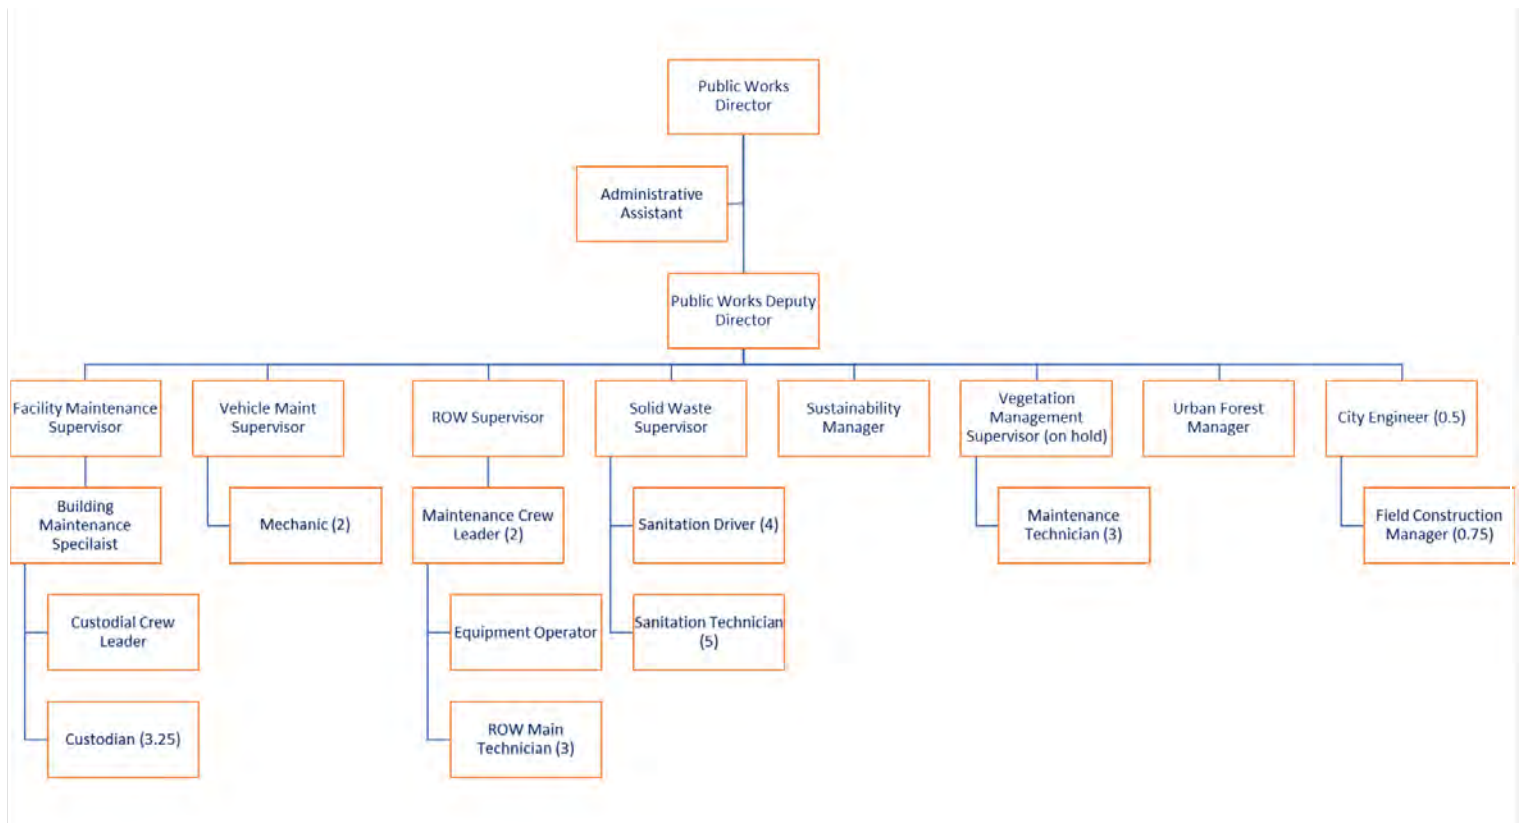 Public Works
Director
Administrative
Assistant
Public Works Deputy
Director
Facility Maintenance
Supervisor
Vehicle Maint
Supervisor
ROW Supervisor
Solid Waste
Supervisor
Sustainability
Manager
Vegetation
Management
Supervisor (on hold)
Urban Forest
Manager
City Engineer (0.5)
Building
Maintenance
Specilaist
Mechanic (2)
Maintenance Crew
Leader (2)
Sanitation Driver (4)
Maintenance
Technician (3)
Field Construction
Manager (0.75)
Custodial Crew
Leader
Equipment Operator
Sanitation Technician
(5)
Custodian (3.25)
ROW Main
Technician (3)